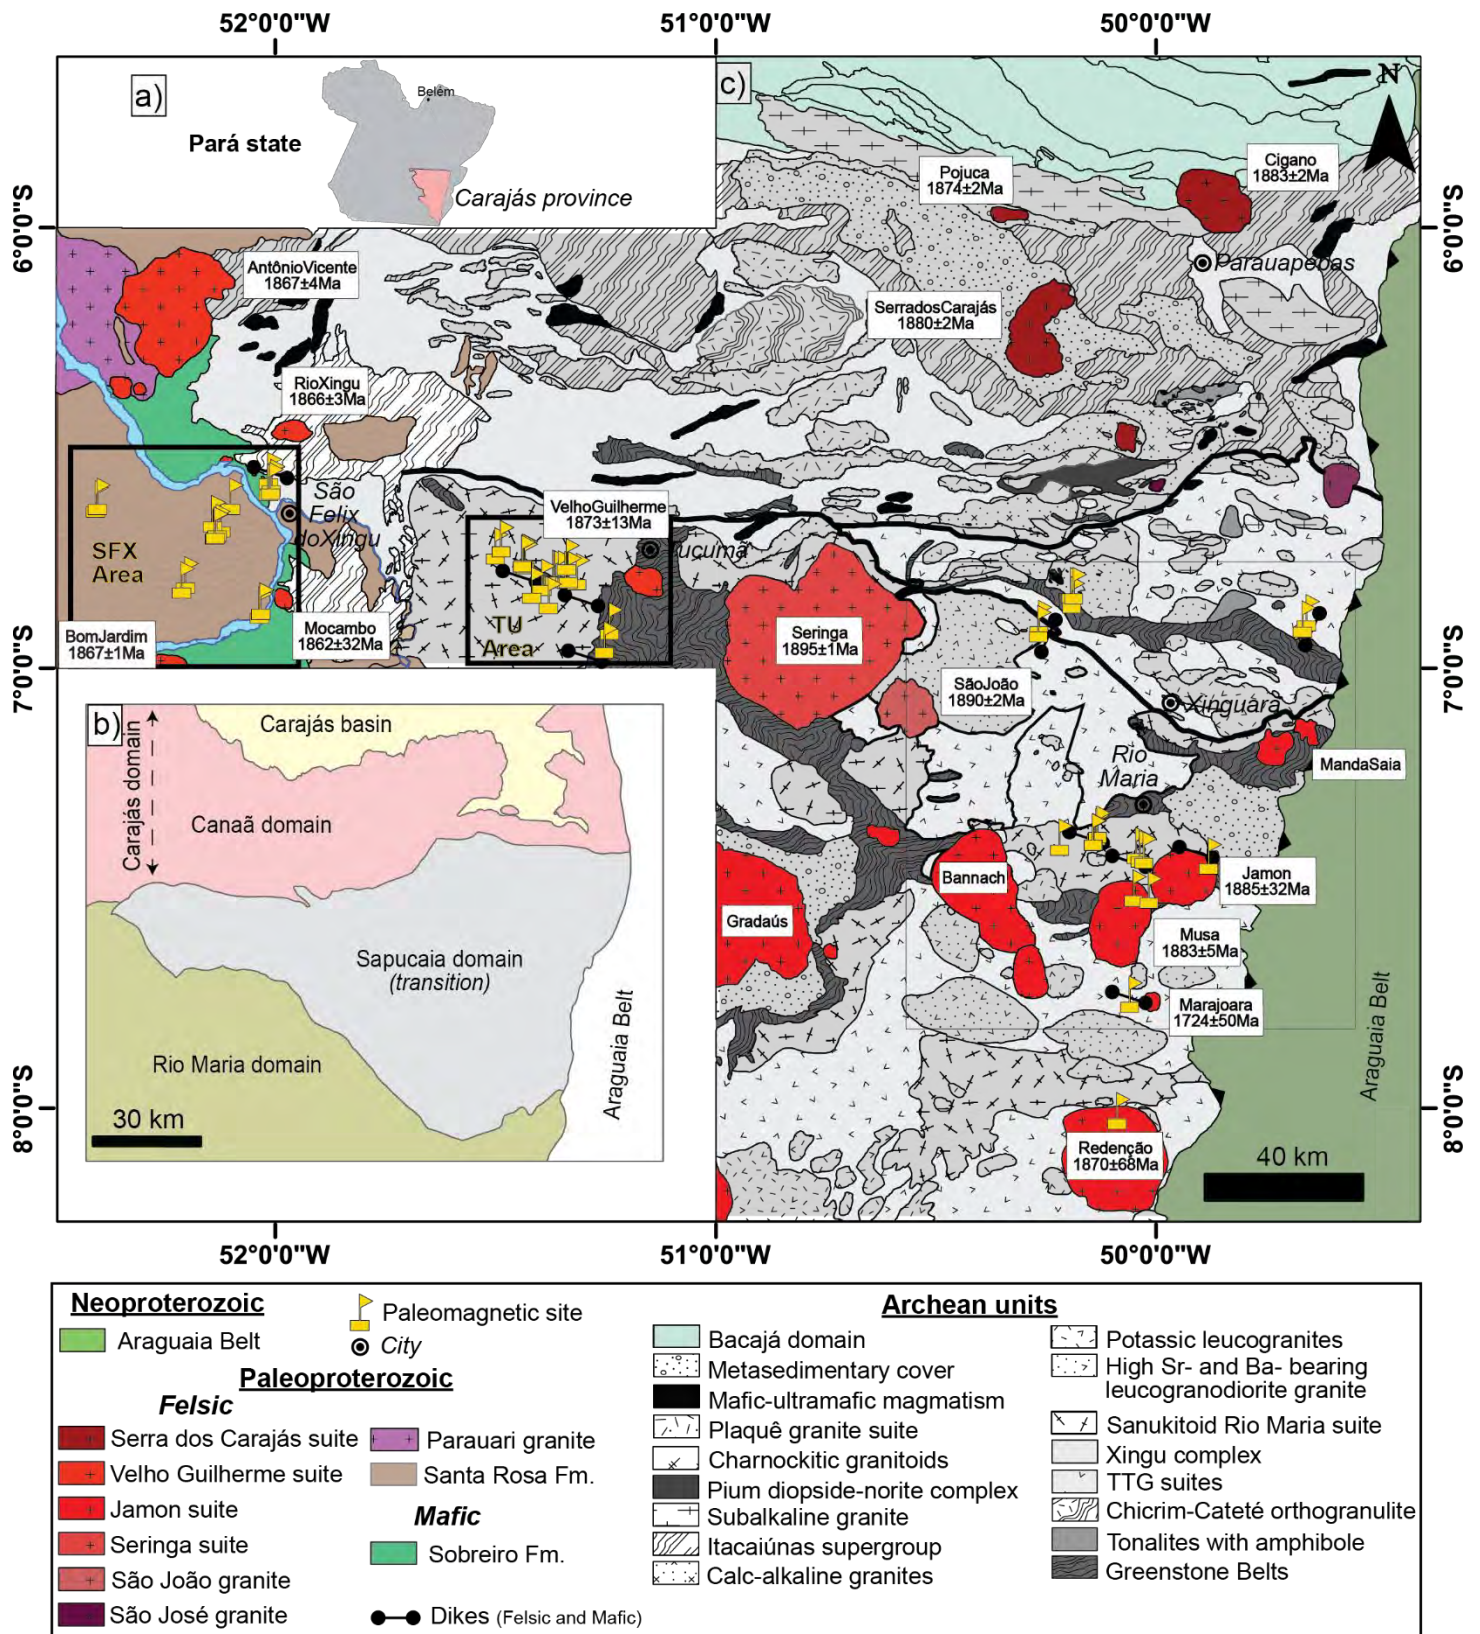 52°0'0"W
51°0'0"W
50°0'0"W
a)
Belêm
Pará state
Carajás province
c)
N
6°0'0"S
6°0'0"S
Pojuca
1874±2Ma
Cigano
1883±2Ma
Parauapebas
AntônioVicente
1867±4Ma
SerradosCarajás
1880±2Ma
RioXingu
1866±3Ma
São
Felix
doXingu
SFX
Area
VelhoGuilherme
1873±13Ma
Tucumã
TU
Area
BomJardim
1867±1Ma
Mocambo
1862±32Ma
Seringa
1895±1Ma
SãoJoão
1890±2Ma
Xinguara
7°0'0"S
7°0'0"S
Rio
Maria
MandaSaia
Bannach
Jamon
1885±32Ma
Gradaús
Musa
1883±5Ma
Marajoara
1724±50Ma
Araguaia Belt
Redenção
1870±68Ma
40 km
b)
Carajás domain
Carajás basin
Canaã domain
Sapucaia domain
(transition)
Rio Maria domain
Araguaia Belt
30 km
8°0'0"S
8°0'0"S
52°0'0"W
51°0'0"W
50°0'0"W
Neoproterozoic
Araguaia Belt
Paleomagnetic site
City
Paleoproterozoic
Felsic
Serra dos Carajás suite
Velho Guilherme suite
Jamon suite
Seringa suite
São João granite
São José granite
Parauari granite
Santa Rosa Fm.
Mafic
Sobreiro Fm.
Dikes (Felsic and Mafic)
Archean units
Bacajá domain
Metasedimentary cover
Mafic-ultramafic magmatism
Plaquê granite suite
Charnockitic granitoids
Pium diopside-norite complex
Subalkaline granite
Itacaiúnas supergroup
Calc-alkaline granites
Potassic leucogranites
High Sr- and Ba- bearing
leucogranodiorite granite
Sanukitoid Rio Maria suite
Xingu complex
TTG suites
Chicrim-Cateté orthogranulite
Tonalites with amphibole
Greenstone Belts